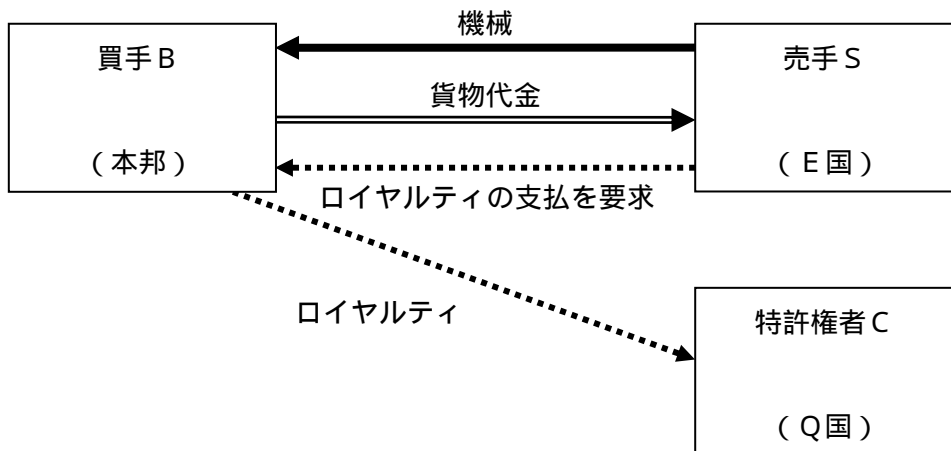 機械
買手B
売手S
貨物代金
（本邦）
（E国）
ロイヤルティの支払を要求
ロイヤルティ
特許権者C
（Q国）